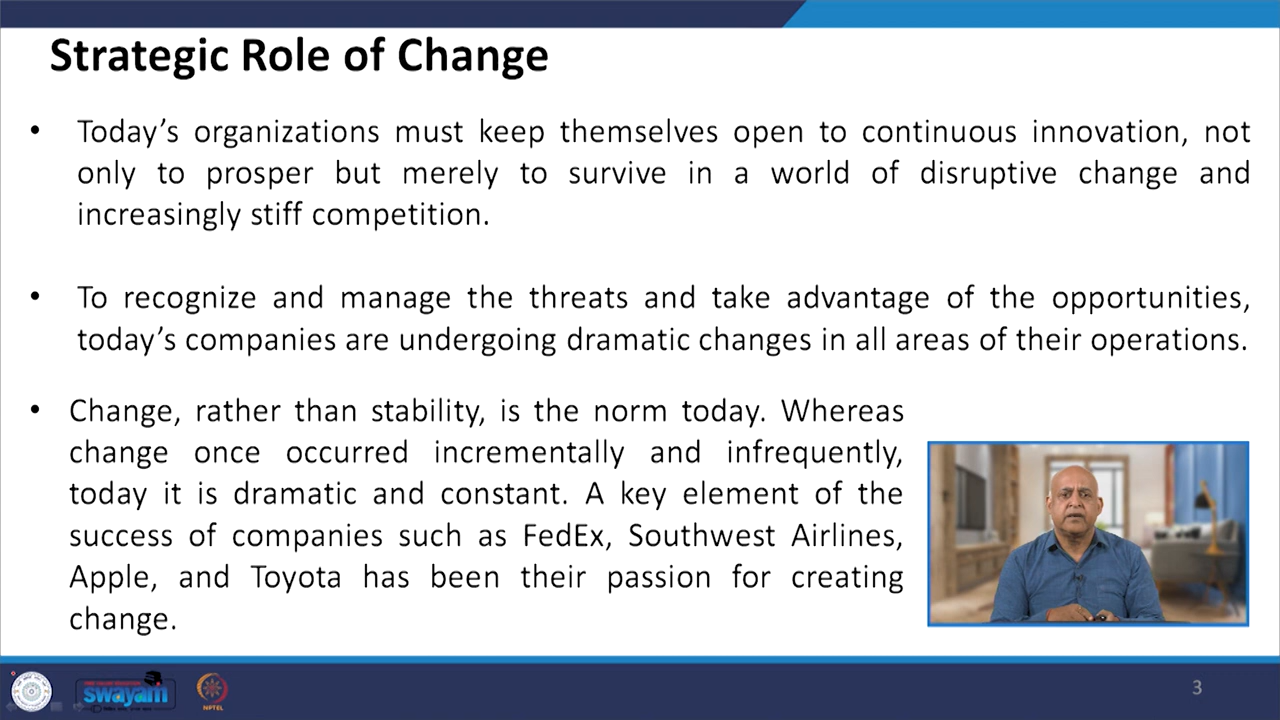 Strategic Role of Change
• Today's organizations must keep themselves open to continuous innovation, not
only to prosper but merely to survive in a world of disruptive change and
increasingly stiff competition.
• To recognize and manage the threats and take advantage of the opportunities,
today's companies are undergoing dramatic changes in all areas of their operations.
• Change, rather than stability, is the norm today. Whereas
change once occurred incrementally and infrequently,
today it is dramatic and constant. A key element of the
success of companies such as FedEx, Southwest Airlines,
Apple, and Toyota has been their passion for creating
change.
swayam
NPTEL
3